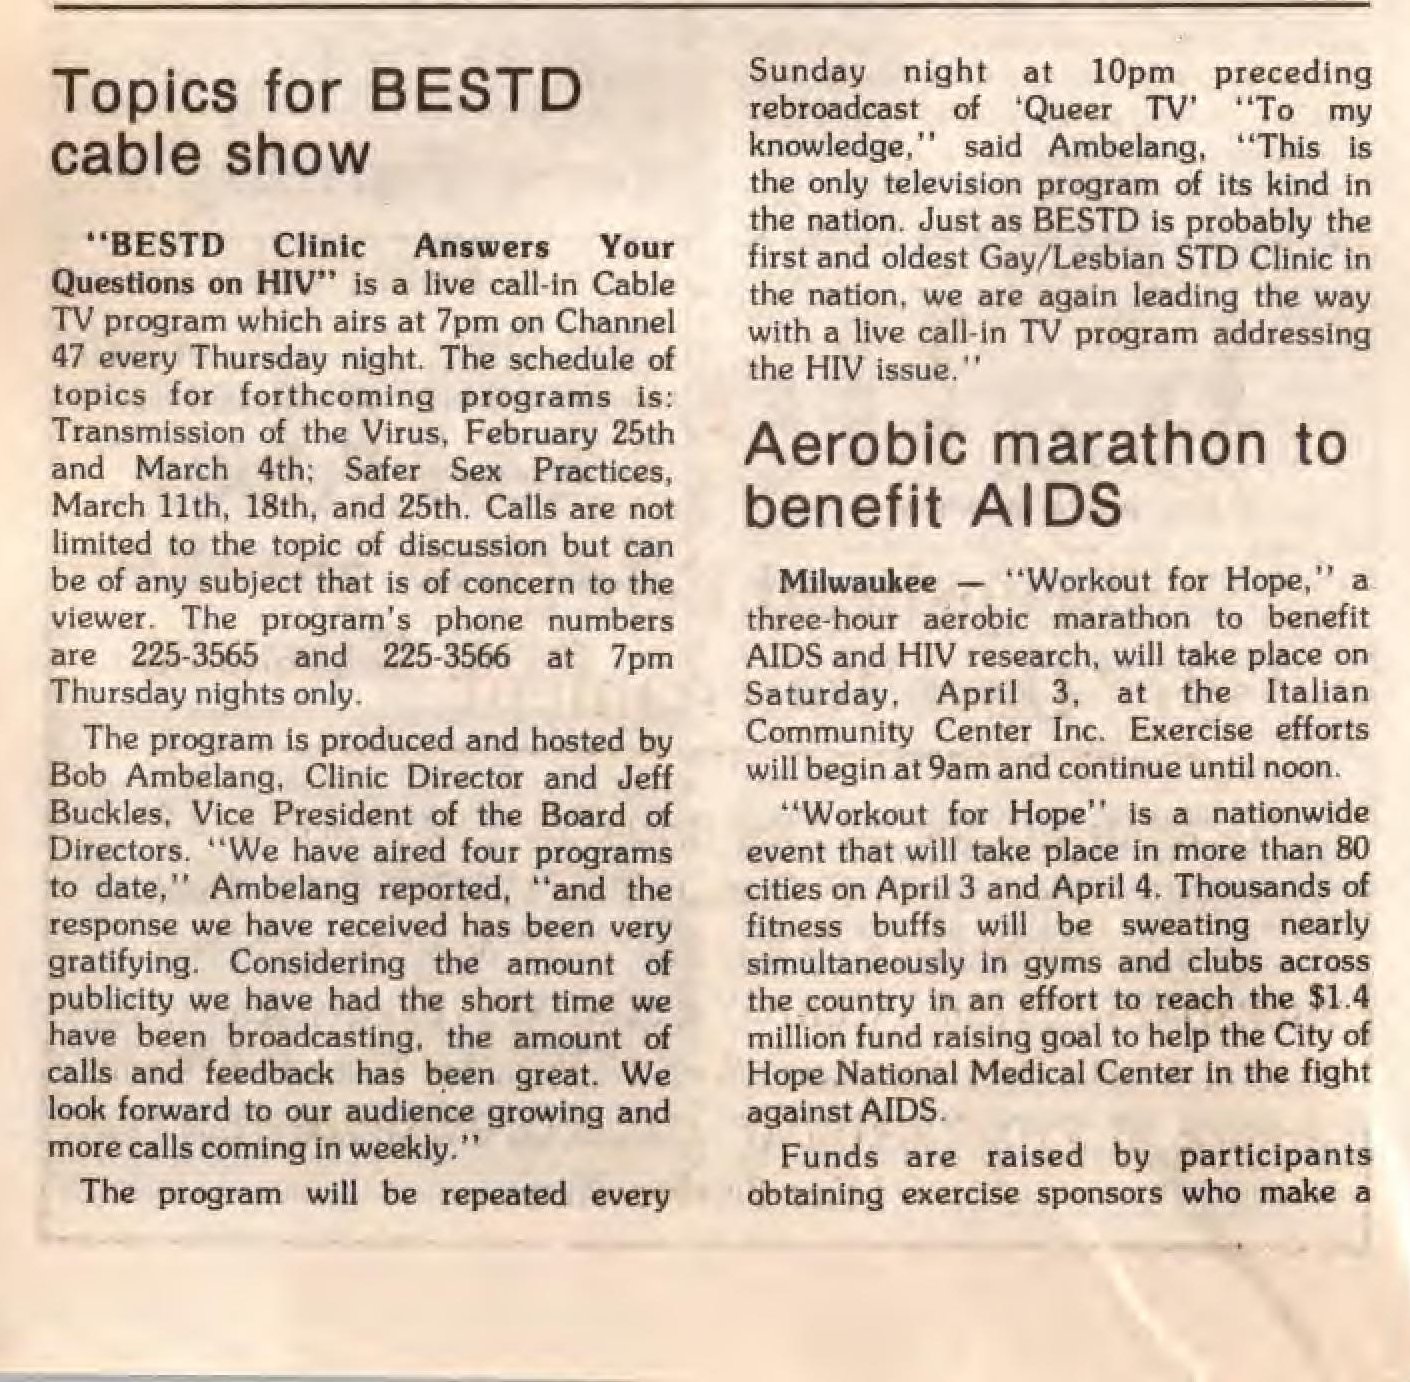 Topics for BESTD
cable show
“BESTD Clinic Answers Your
Questions on HIV” is a live call-in Cable
TV program which airs at 7pm on Channel
47 every Thursday night. The schedule of
topics for forthcoming programs is:
Transmission of the Virus, February 25th
and March 4th; Safer Sex Practices,
March 11th, 18th, and 25th. Calls are not
limited to the topic of discussion but can
be of any subject that is of concern to the
viewer. The program's phone numbers
are 225-3565 and 225-3566 at 7pm
Thursday nights only.
The program is produced and hosted by
Bob Ambelang, Clinic Director and Jeff
Buckles, Vice President of the Board of
Directors. “We have aired four programs
to date,” Ambelang reported, “and the
response we have received has been very
gratifying. Considering the amount of
publicity we have had the short time we
have been broadcasting, the amount of
calls and feedback has been great. We
look forward to our audience growing and
more calls coming in weekly.”
The program will be repeated every
Sunday night at 10pm preceding
rebroadcast of ‘Queer TV’ “To my
knowledge,” said Ambelang, “This is
the only television program of its kind in
the nation. Just as BESTD is probably the
first and oldest Gay/Lesbian STD Clinic in
the nation, we are again leading the way
with a live call-in TV program addressing
the HIV issue.”
Aerobic marathon to
benefit AIDS
Milwaukee — “Workout for Hope,” a
three-hour aerobic marathon to benefit
AIDS and HIV research, will take place on
Saturday, April 3, at the Italian
Community Center Inc. Exercise efforts
will begin at 9am and continue until noon.
“Workout for Hope” is a nationwide
event that will take place in more than 80
cities on April 3 and April 4. Thousands of
fitness buffs will be sweating nearly
simultaneously in gyms and clubs across
the country in an effort to reach the $1.4
million fund raising goal to help the City of
Hope National Medical Center in the fight
against AIDS.
Funds are raised by participants
obtaining exercise sponsors who make a